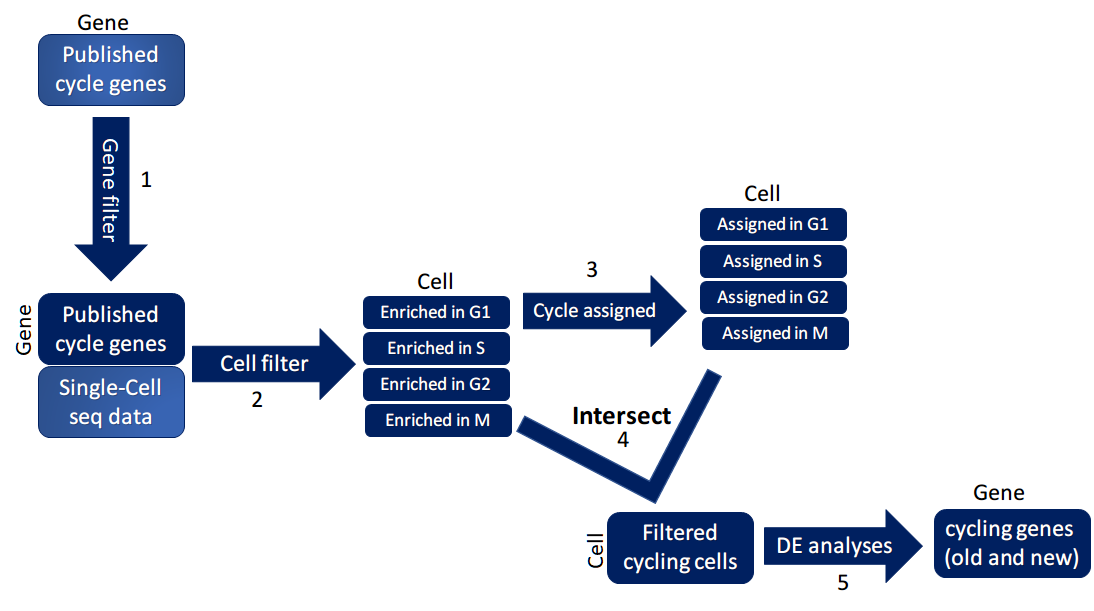 Gene
Published
cycle genes
Gene filter
1
Gene
Published
cycle genes
Single-Cell
seq data
Cell filter
2
Cell
Enriched in G1
Enriched in S
Enriched in G2
Enriched in M
3
Cycle assigned
Cell
Assigned in G1
Assigned in S
Assigned in G2
Assigned in M
Intersect
4
Cell
Filtered
cycling cells
DE analyses
5
Gene
cycling genes
(old and new)